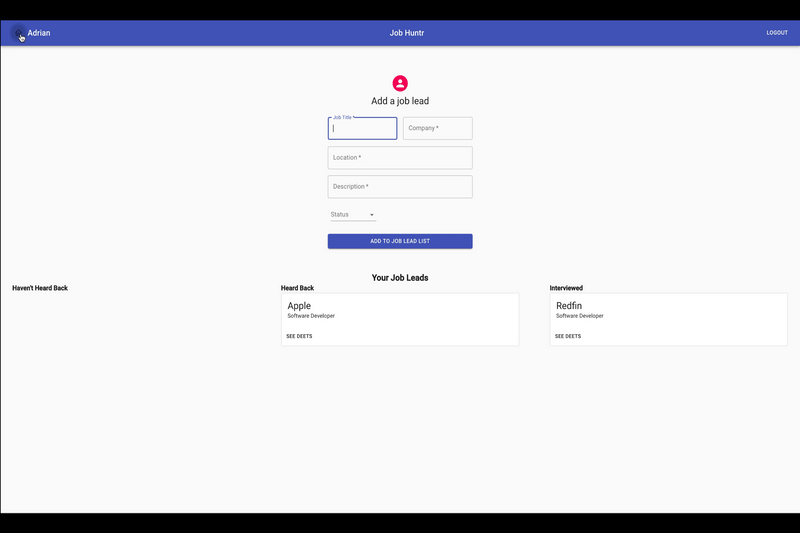 Adrian
Job Huntr
LOGOUT
Add a job lead
Job Title *
Company *
Location *
Description *
Status
ADD TO JOB LEAD LIST
Your Job Leads
Haven't Heard Back
Heard Back
Interviewed
Apple
Software Developer
SEE DEETS
Redfin
Software Developer
SEE DEETS